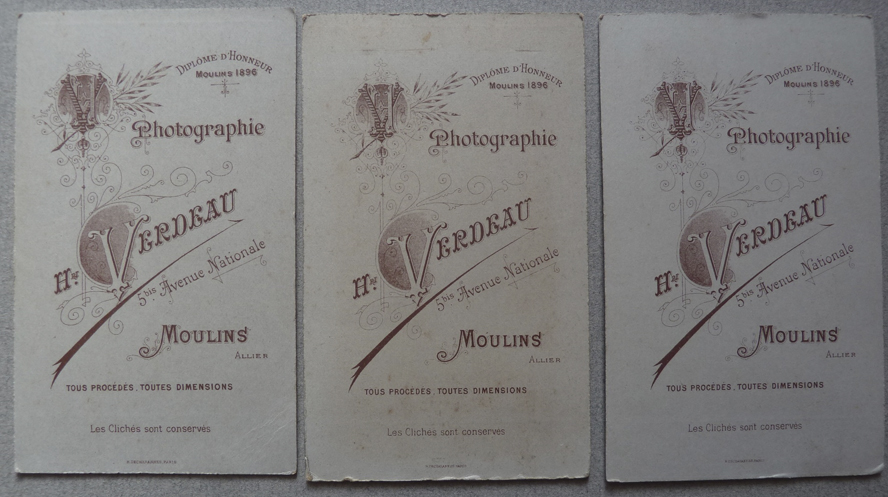 DIPLÔME D'HONNEUR
MOULINS 1896
Photographie
Hre VERDEAU
5bis Avenue Nationale
MOULINS
ALLIER
TOUS PROCÉDÉS, TOUTES DIMENSIONS
Les Clichés sont conservés
DIPLÔME D'HONNEUR
MOULINS 1896
Photographie
Hre VERDEAU
5bis Avenue Nationale
MOULINS
ALLIER
TOUS PROCÉDÉS, TOUTES DIMENSIONS
Les Clichés sont conservés
DIPLÔME D'HONNEUR
MOULINS 1896
Photographie
Hre VERDEAU
5bis Avenue Nationale
MOULINS
ALLIER
TOUS PROCÉDÉS, TOUTES DIMENSIONS
Les Clichés sont conservés